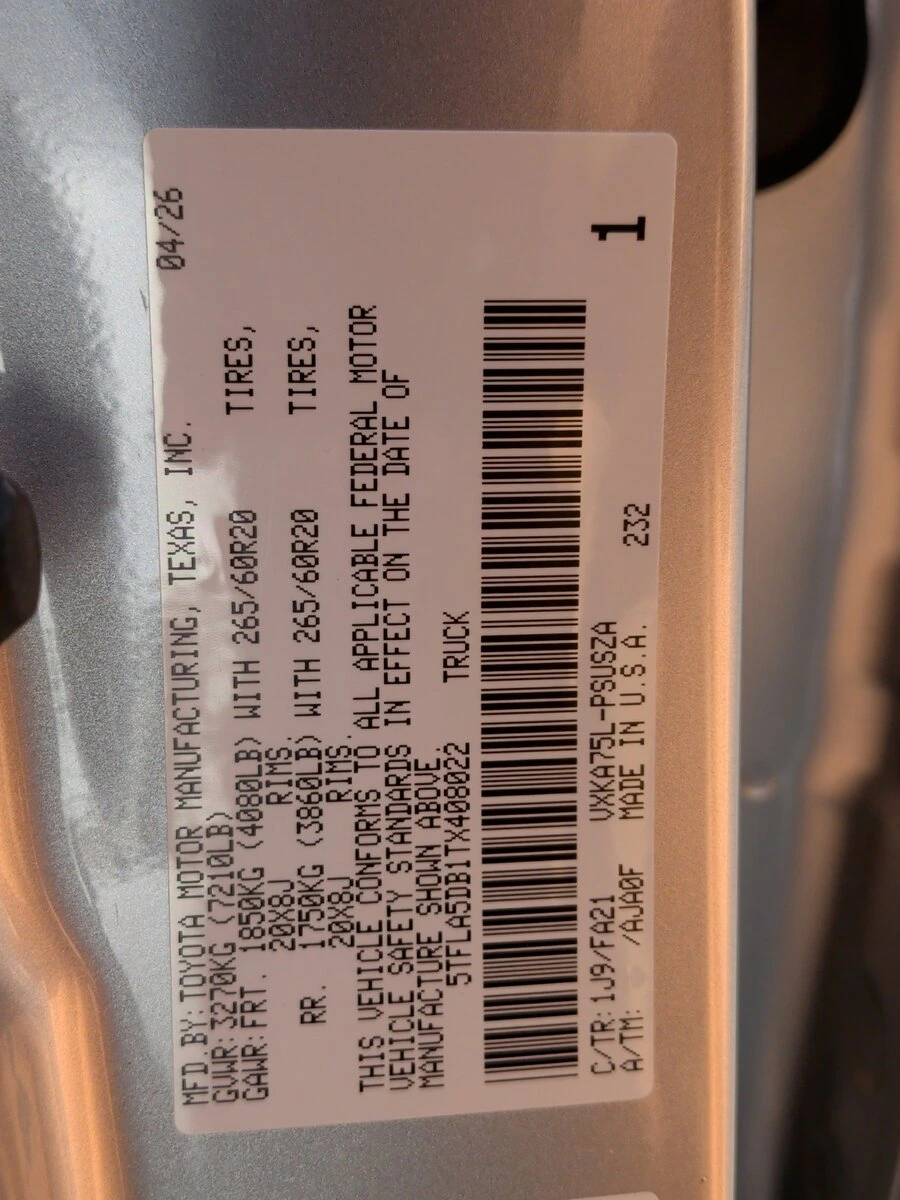 MFD.BY:TOYOTA MOTOR MANUFACTURING, TEXAS, INC. 04/26
GVWR:3270KG (7210LB)
GAWR:FRT. 1850KG (4080LB) WITH 265/60R20 TIRES,
20X8J RIMS.
RR. 1750KG (3860LB) WITH 265/60R20 TIRES,
20X8J RIMS.
THIS VEHICLE CONFORMS TO ALL APPLICABLE FEDERAL MOTOR
VEHICLE SAFETY STANDARDS IN EFFECT ON THE DATE OF
MANUFACTURE SHOWN ABOVE.
5TFLA5DB1TX408022 TRUCK
C/TR:1J9/FA21 VXKA75L-PSUSZA 1
A/TM: /AJA0F MADE IN U.S.A. 232